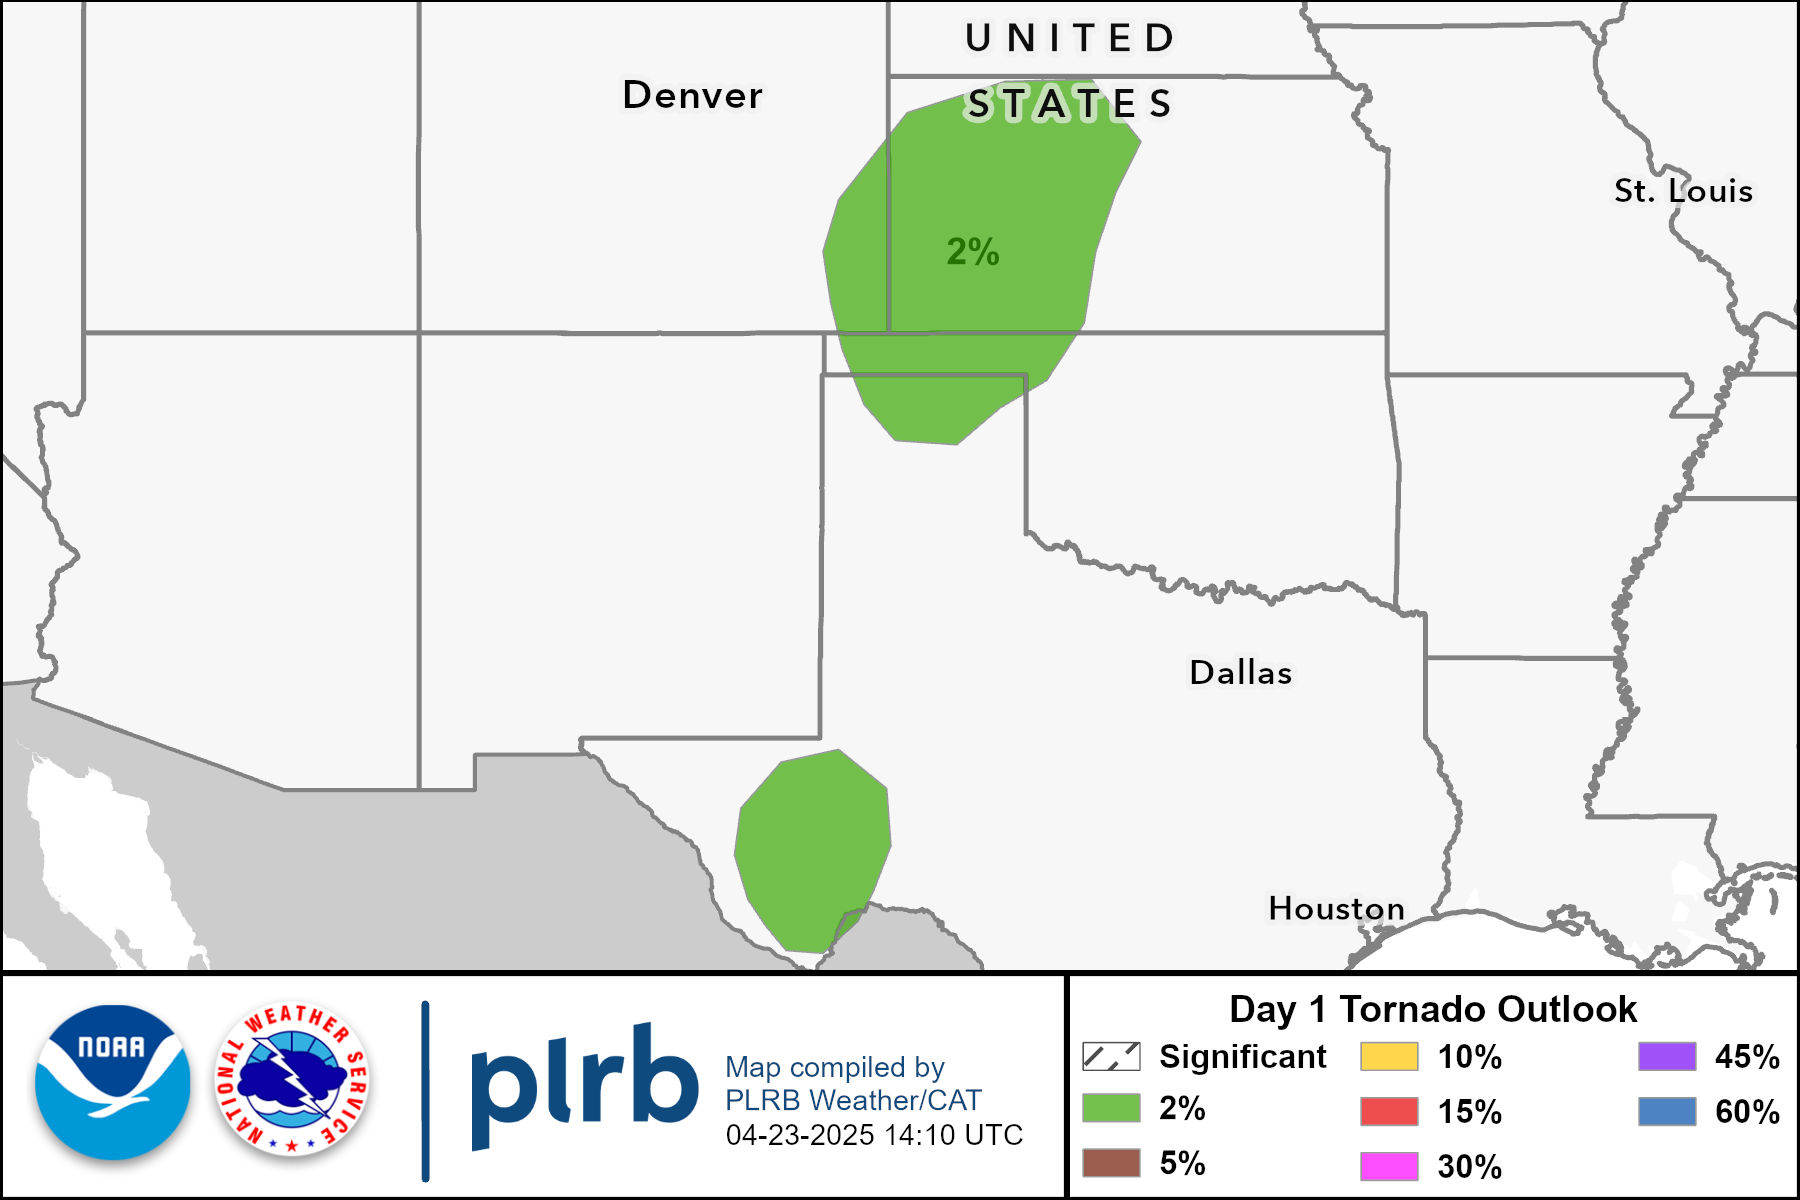 UNITED
STATES
Denver
St. Louis
2%
Dallas
Houston
NOAA
NATIONAL WEATHER SERVICE
plrb
Map compiled by
PLRB Weather/CAT
04-23-2025 14:10 UTC
Day 1 Tornado Outlook
Significant
2%
5%
10%
15%
30%
45%
60%